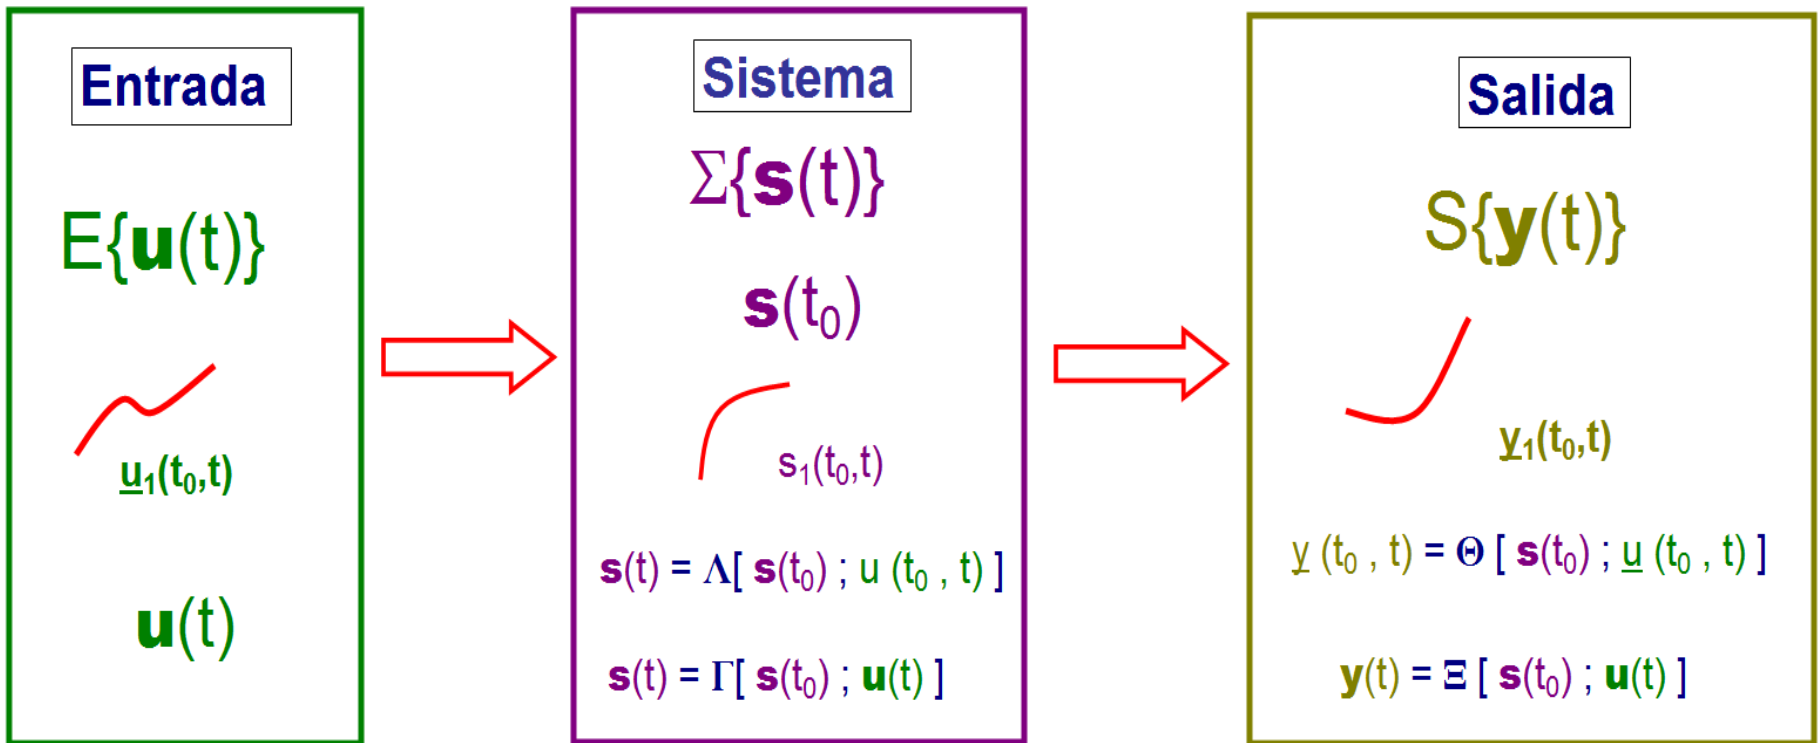 Entrada
E{u(t)}
u₁(t₀,t)
u(t)
Sistema
Σ{s(t)}
s(t₀)
s₁(t₀,t)
s(t) = Λ[ s(t₀) ; u (t₀ , t) ]
s(t) = Γ[ s(t₀) ; u(t) ]
Salida
S{y(t)}
y₁(t₀,t)
y (t₀ , t) = Θ [ s(t₀) ; u (t₀ , t) ]
y(t) = Ξ [ s(t₀) ; u(t) ]